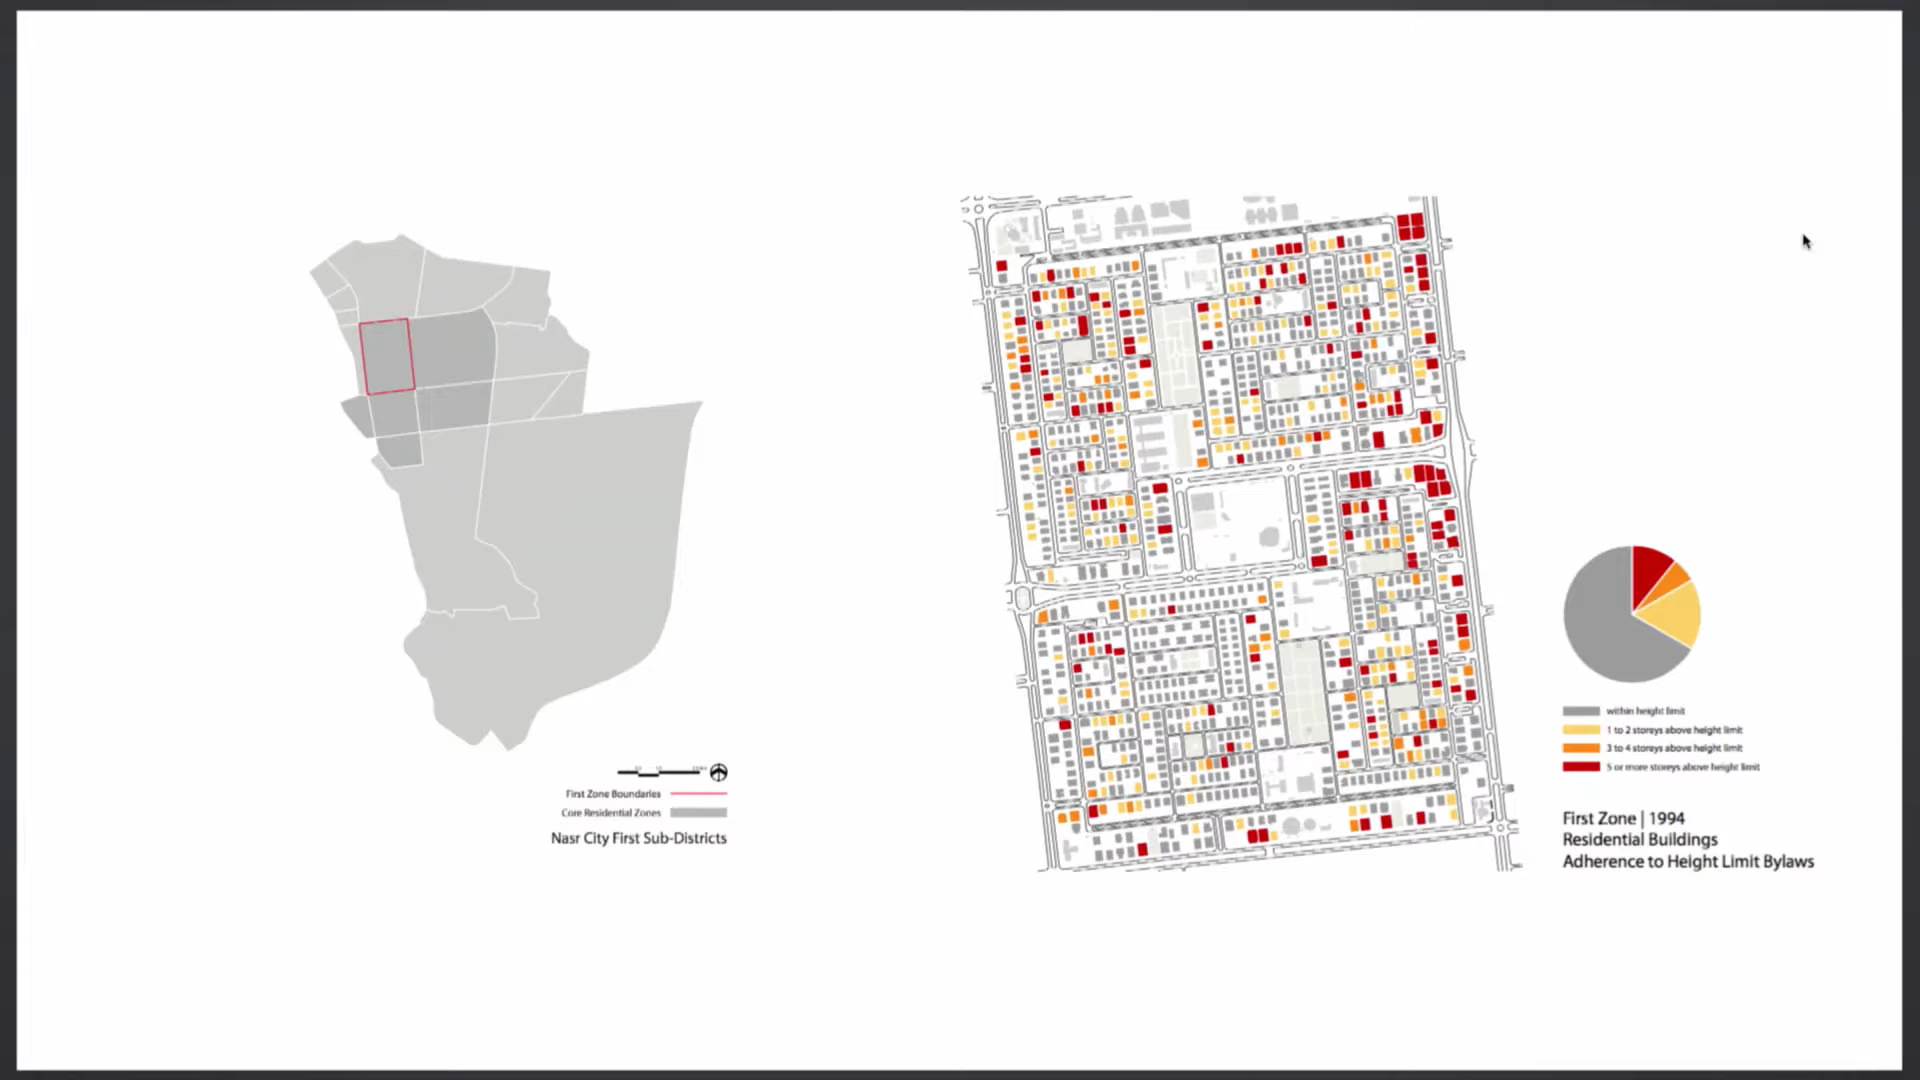 First Zone Boundaries
Core Residential Zones
Nasr City First Sub-Districts
within height limit
1 to 2 storeys above height limit
3 to 4 storeys above height limit
5 or more storeys above height limit
First Zone | 1994
Residential Buildings
Adherence to Height Limit Bylaws